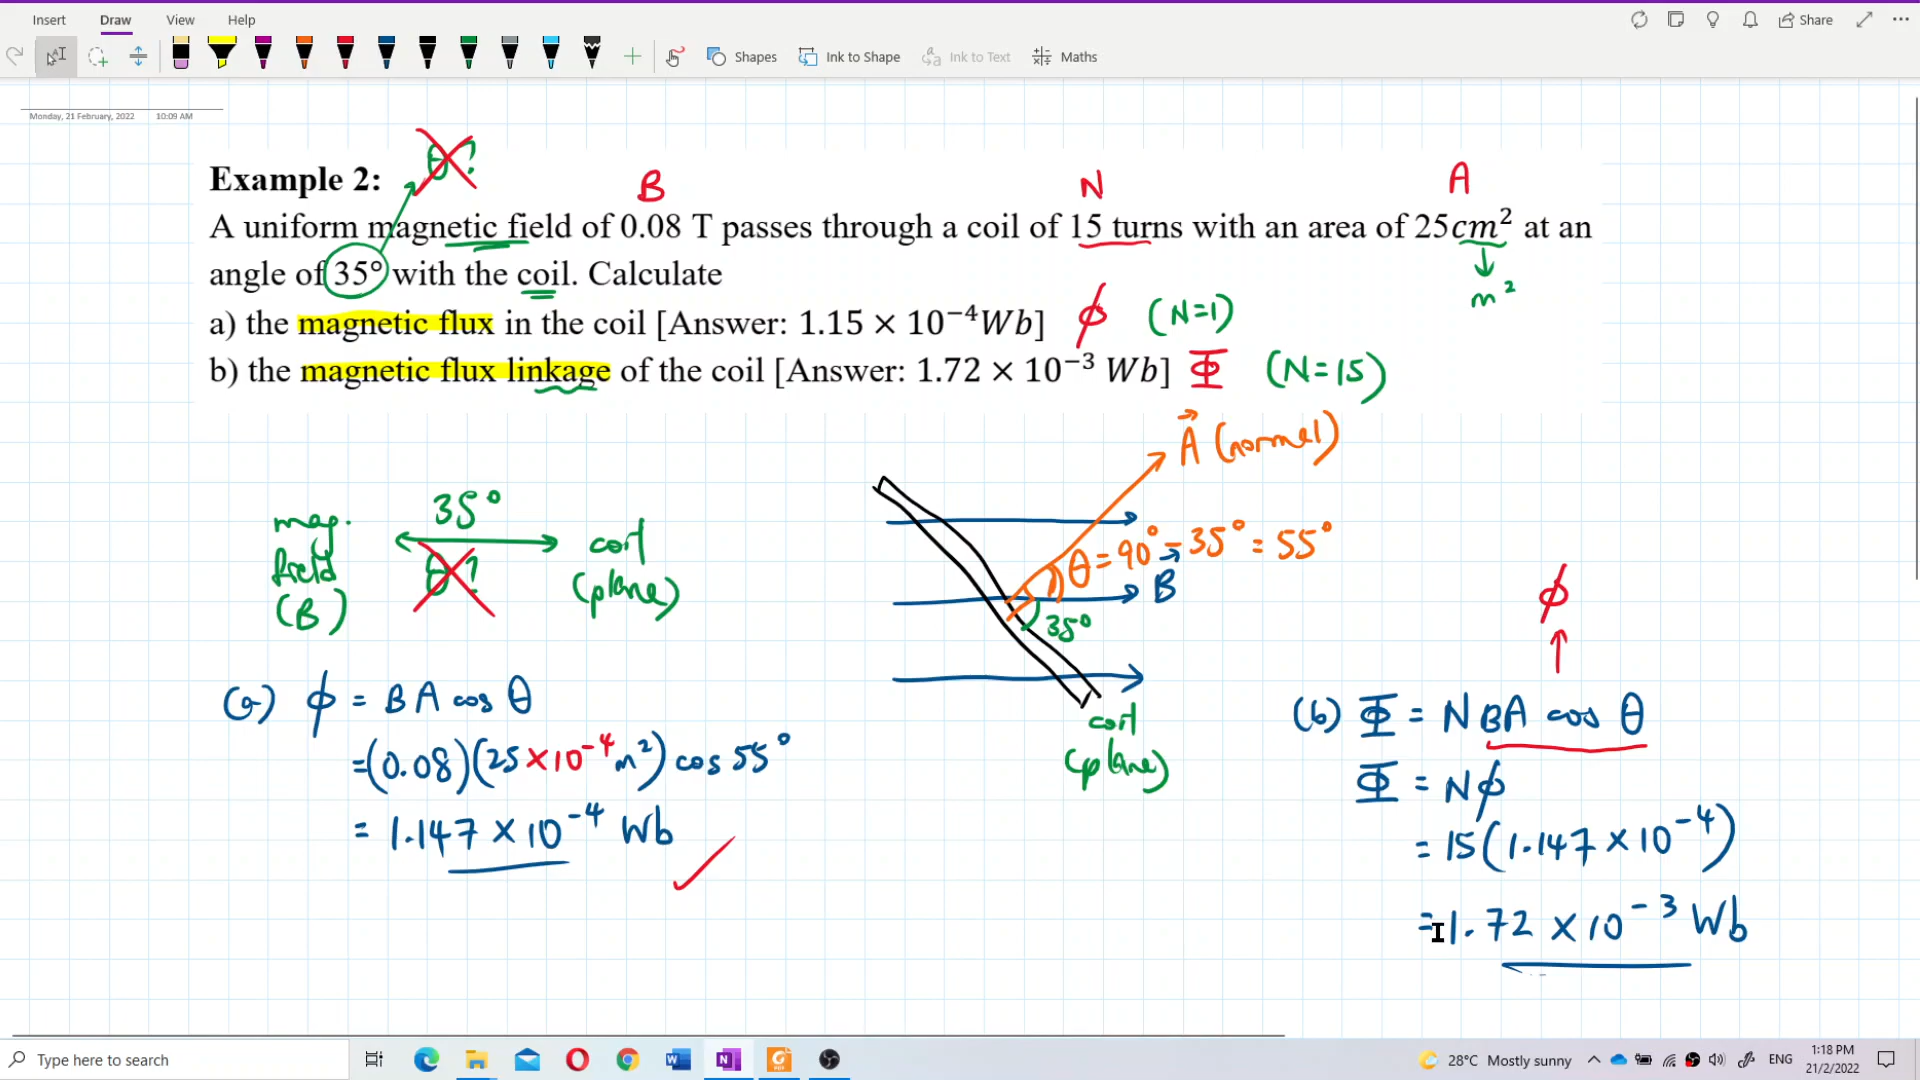 Insert Draw View Help
Share
Shapes Ink to Shape Ink to Text Maths
Monday, 21 February, 2022 10:09 AM
θ?
B N A
Example 2:
A uniform magnetic field of 0.08 T passes through a coil of 15 turns with an area of 25cm² at an
angle of 35° with the coil. Calculate
m²
a) the magnetic flux in the coil [Answer: 1.15 × 10⁻⁴Wb] ϕ (N=1)
b) the magnetic flux linkage of the coil [Answer: 1.72 × 10⁻³ Wb] Φ (N=15)
A (normal)
35°
mag.
field
(B)
θ?
coil
(plane)
θ = 90° - 35° = 55°
B
35°
coil
(plane)
(a) ϕ = BA cos θ
=(0.08)(25×10⁻⁴m²) cos 55°
= 1.147 × 10⁻⁴ Wb
ϕ
(b) Φ = NBA cos θ
Φ = Nϕ
= 15(1.147×10⁻⁴)
= 1.72 × 10⁻³ Wb
Type here to search
28°C Mostly sunny
ENG
1:18 PM
21/2/2022